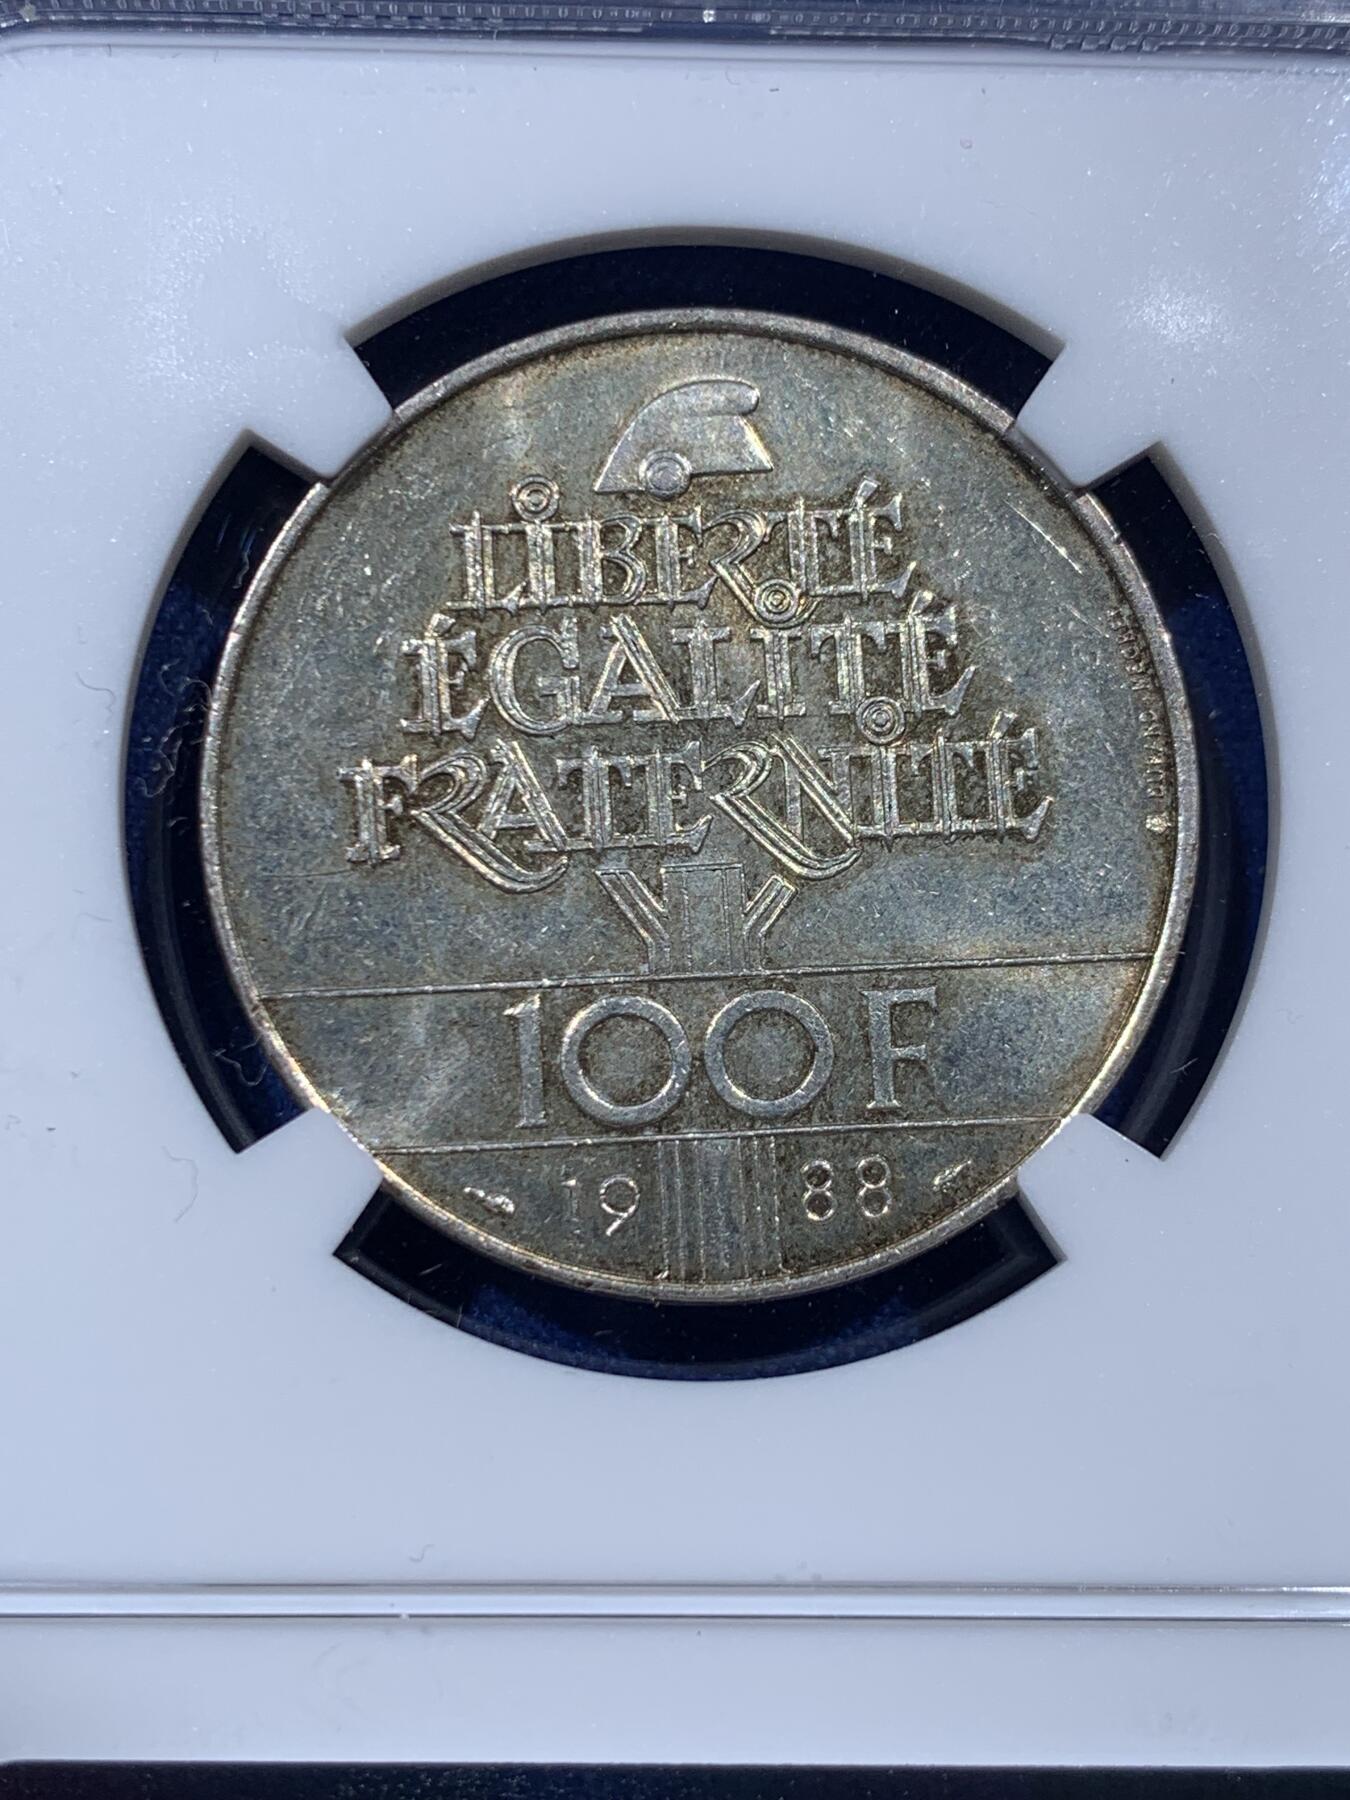 LIBERTÉ
ÉGALITÉ
FRATERNITÉ
100 F
1988